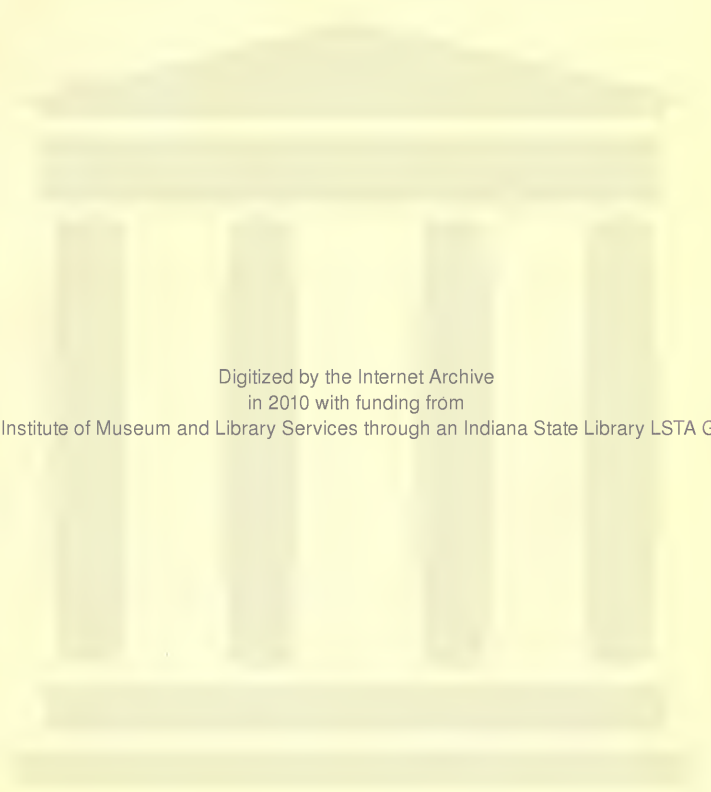 Digitized by the Internet Archive
in 2010 with funding from
Institute of Museum and Library Services through an Indiana State Library LSTA